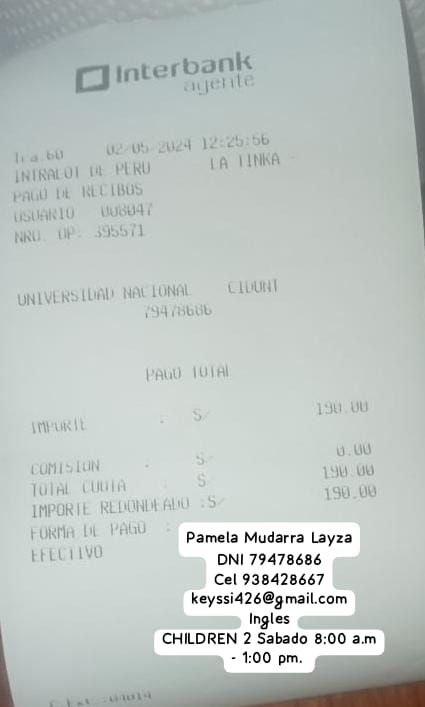 Interbank
agente
Tra.60 02/05/2024 12:25:56
INTRALOT DE PERU LA TINKA -
PAGO DE RECIBOS
USUARIO 008047
NRO. OP: 395571
UNIVERSIDAD NACIONAL CIDUNT
79478686
PAGO TOTAL
IMPORTE : S/ 190.00
COMISION : S/ 0.00
TOTAL CUOTA : S/ 190.00
IMPORTE REDONDEADO :S/ 190.00
FORMA DE PAGO :
EFECTIVO
Pamela Mudarra Layza
DNI 79478686
Cel 938428667
keyssi426@gmail.com
Ingles
CHILDREN 2 Sabado 8:00 a.m
- 1:00 pm.